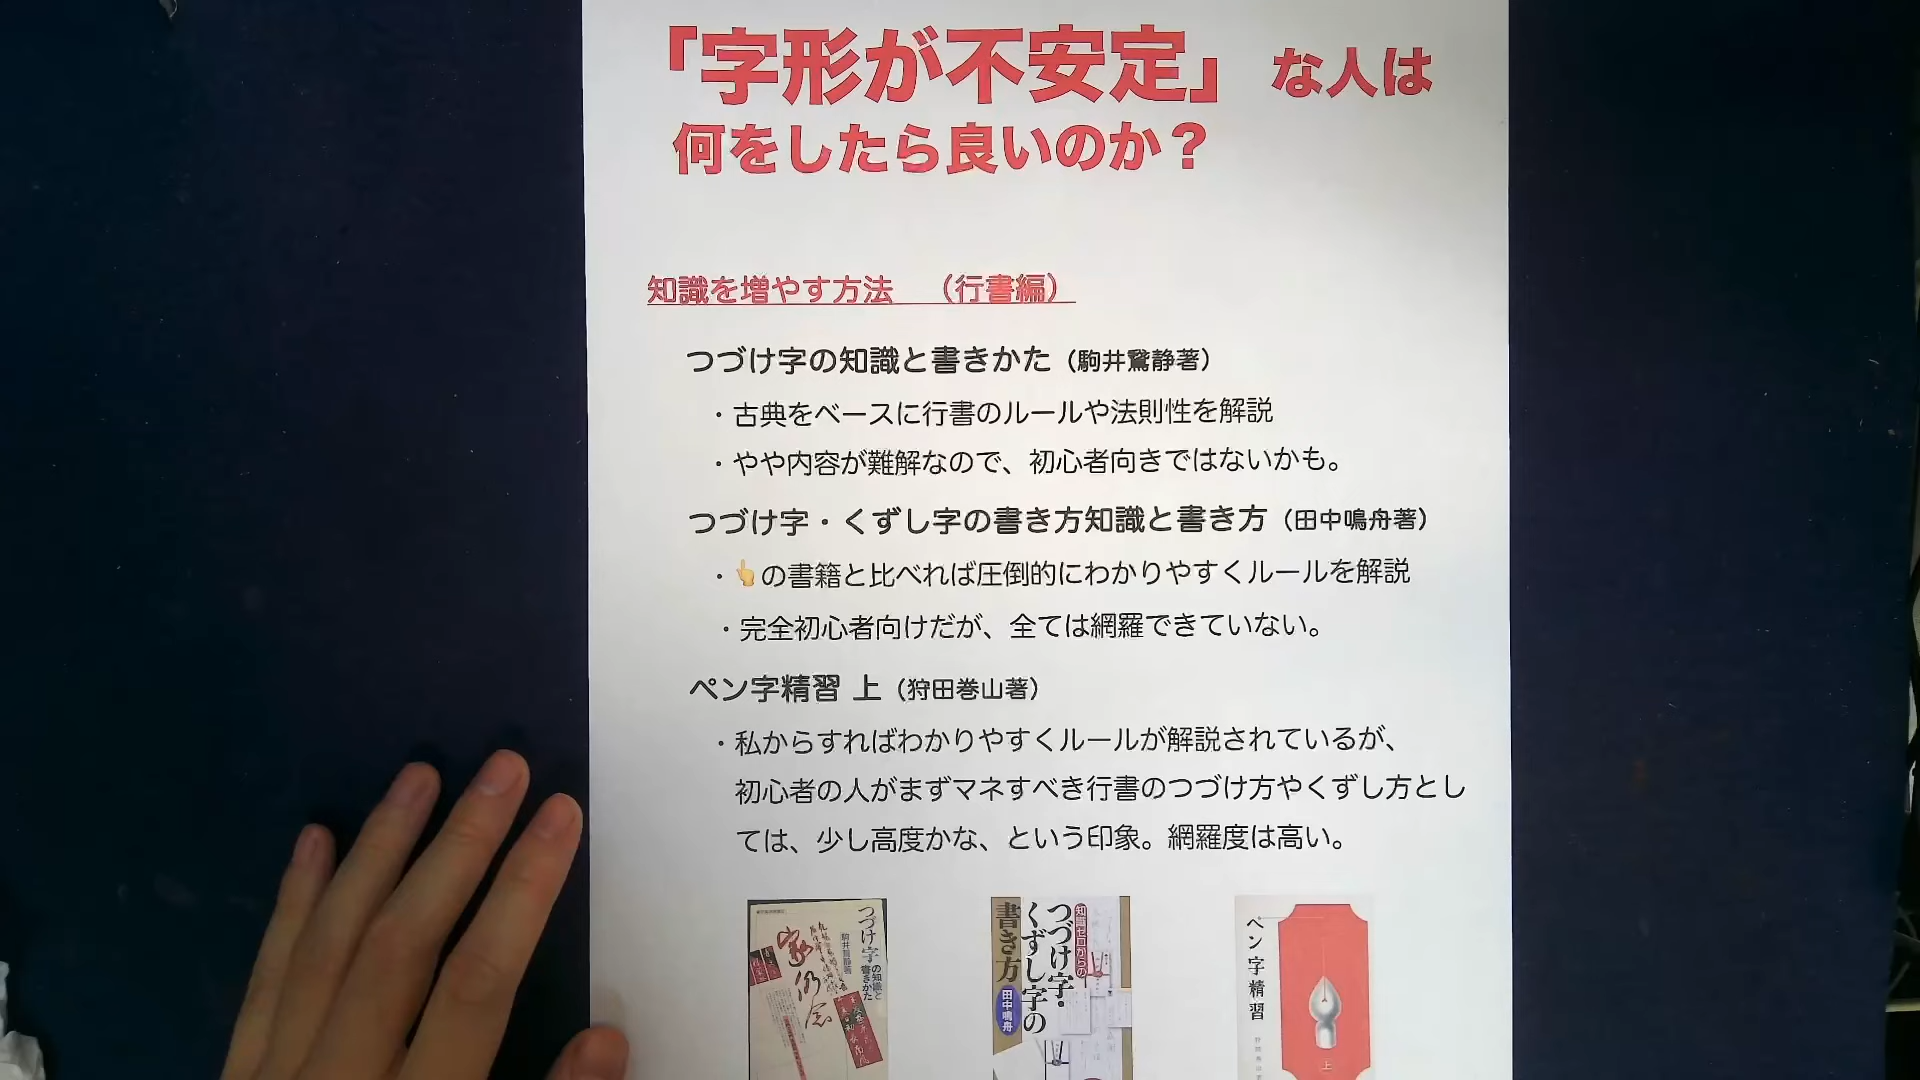 「字形が不安定」な人は
何をしたら良いのか？
知識を増やす方法　（行書編）
つづけ字の知識と書きかた（駒井鵞静著）
・古典をベースに行書のルールや法則性を解説
・やや内容が難解なので、初心者向きではないかも。
つづけ字・くずし字の書き方知識と書き方（田中鳴舟著）
・👆の書籍と比べれば圧倒的にわかりやすくルールを解説
・完全初心者向けだが、全ては網羅できていない。
ペン字精習 上（狩田巻山著）
・私からすればわかりやすくルールが解説されているが、
初心者の人がまずマネすべき行書のつづけ方やくずし方とし
ては、少し高度かな、という印象。網羅度は高い。
つづけ字の知識と
書きかた
駒井鵞静著
知識ゼロからの
つづけ字・
くずし字の
書き方
田中鳴舟
ペン字精習
上